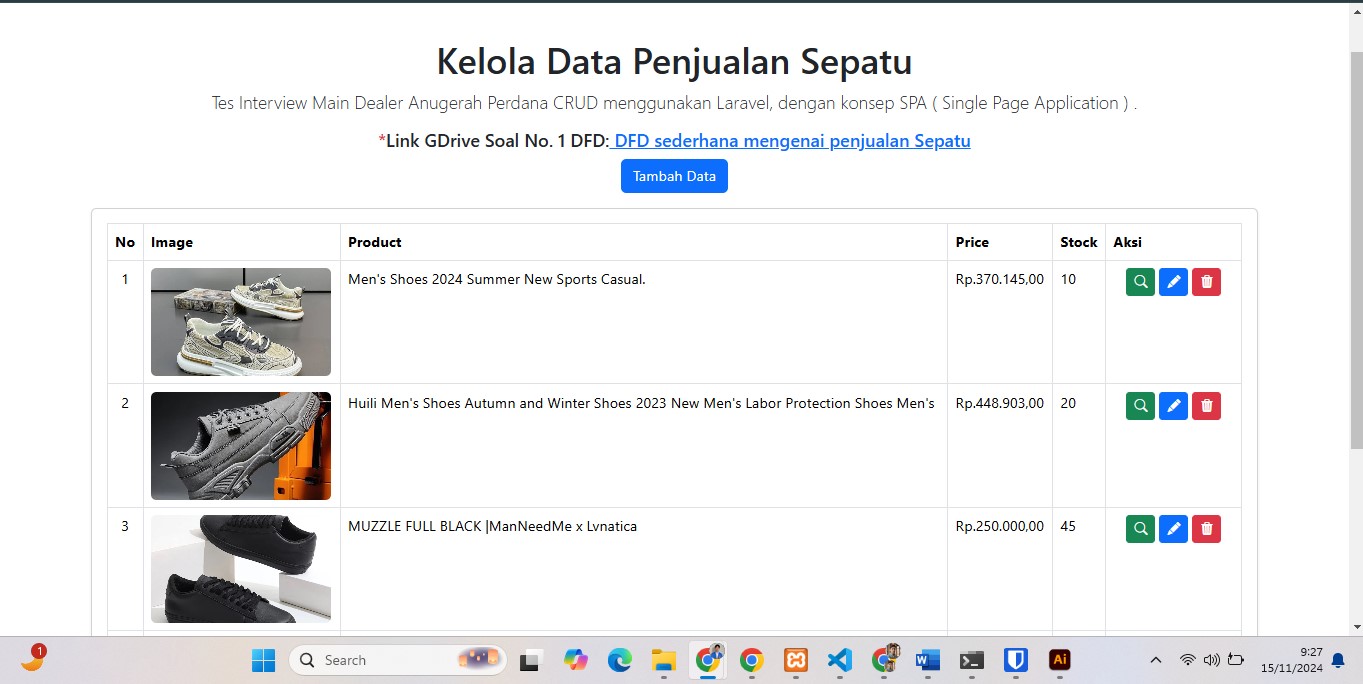 Kelola Data Penjualan Sepatu
Tes Interview Main Dealer Anugerah Perdana CRUD menggunakan Laravel, dengan konsep SPA ( Single Page Application ) .
*Link GDrive Soal No. 1 DFD: DFD sederhana mengenai penjualan Sepatu
Tambah Data
No Image Product Price Stock Aksi
1 Men's Shoes 2024 Summer New Sports Casual. Rp.370.145,00 10
2 Huili Men's Shoes Autumn and Winter Shoes 2023 New Men's Labor Protection Shoes Men's Rp.448.903,00 20
3 MUZZLE FULL BLACK |ManNeedMe x Lvnatica Rp.250.000,00 45
1
Search
Ai
9:27
15/11/2024